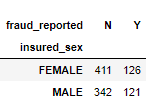 fraud_reported N Y
insured_sex
FEMALE 411 126
MALE 342 121